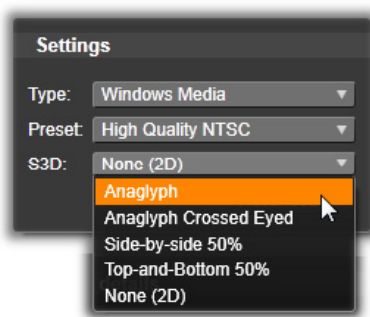 Settings
Type: Windows Media
Preset: High Quality NTSC
S3D: None (2D)
Anaglyph
Anaglyph Crossed Eyed
Side-by-side 50%
Top-and-Bottom 50%
None (2D)